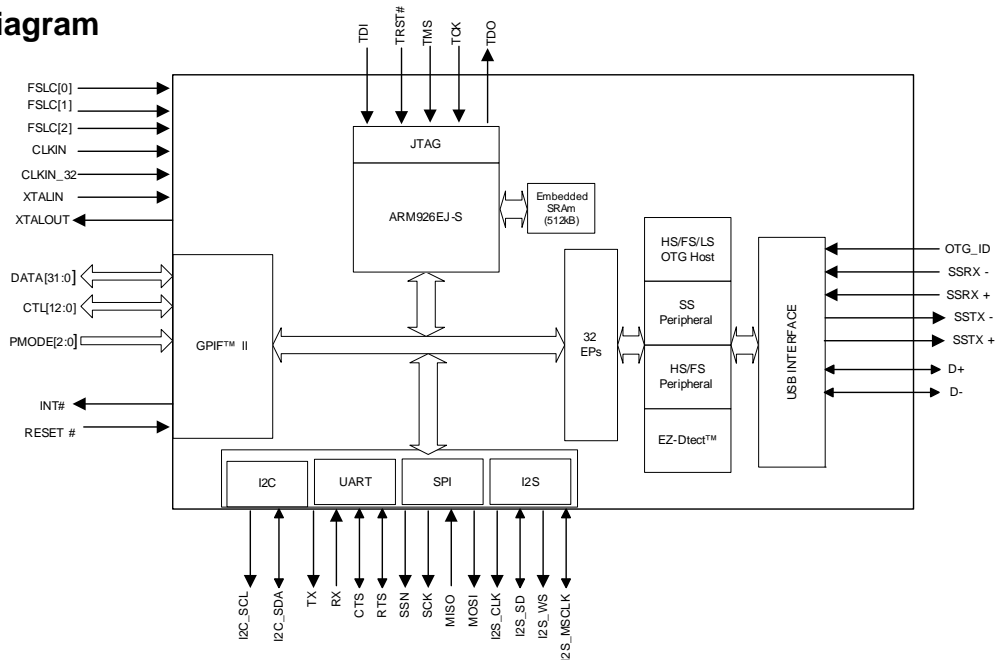 iagram
TDI
TRST#
TMS
TCK
TDO
FSLC[0]
FSLC[1]
FSLC[2]
CLKIN
CLKIN_32
XTALIN
XTALOUT
JTAG
ARM926EJ-S
Embedded
SRAm
(512kB)
DATA[31:0]
CTL[12:0]
PMODE[2:0]
INT#
RESET #
GPIF™ II
32
EPs
HS/FS/LS
OTG Host
SS
Peripheral
HS/FS
Peripheral
EZ-Dtect™
USB INTERFACE
OTG_ID
SSRX -
SSRX +
SSTX -
SSTX +
D+
D-
I2C
UART
SPI
I2S
I2C_SCL
I2C_SDA
TX
RX
CTS
RTS
SSN
SCK
MISO
MOSI
I2S_CLK
I2S_SD
I2S_WS
I2S_MSCLK